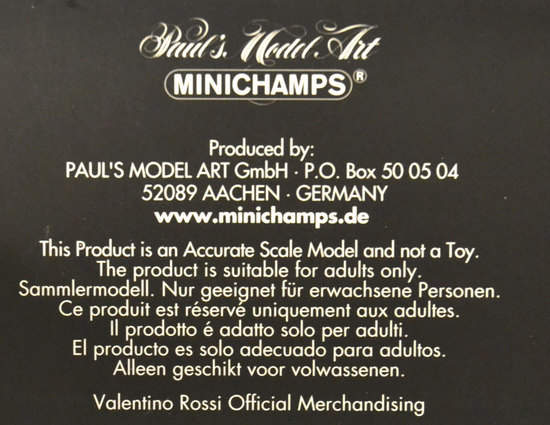 Paul's Model Art
MINICHAMPS®
Produced by:
PAUL'S MODEL ART GmbH · P.O. Box 50 05 04
52089 AACHEN · GERMANY
www.minichamps.de
This Product is an Accurate Scale Model and not a Toy.
The product is suitable for adults only.
Sammlermodell. Nur geeignet für erwachsene Personen.
Ce produit est réservé uniquement aux adultes.
Il prodotto é adatto solo per adulti.
El producto es solo adecuado para adultos.
Alleen geschikt voor volwassenen.
Valentino Rossi Official Merchandising